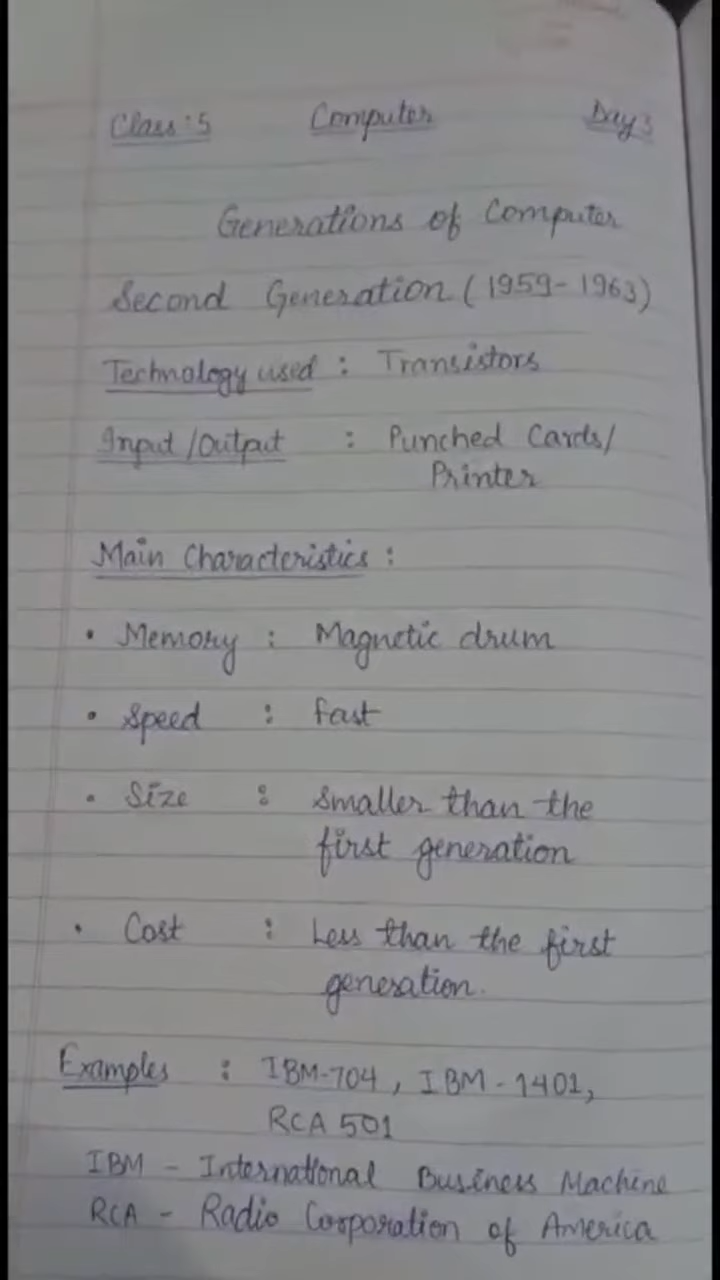 Class: 5 Computer Day 3
Generations of Computer
Second Generation (1959-1963)
Technology used : Transistors
Input/Output : Punched Cards/
Printer
Main Characteristics :
• Memory : Magnetic drum
• Speed : fast
• Size : Smaller than the
first generation
• Cost : Less than the first
generation.
Examples : IBM-704, IBM-1401,
RCA 501
IBM - International Business Machine
RCA - Radio Corporation of America